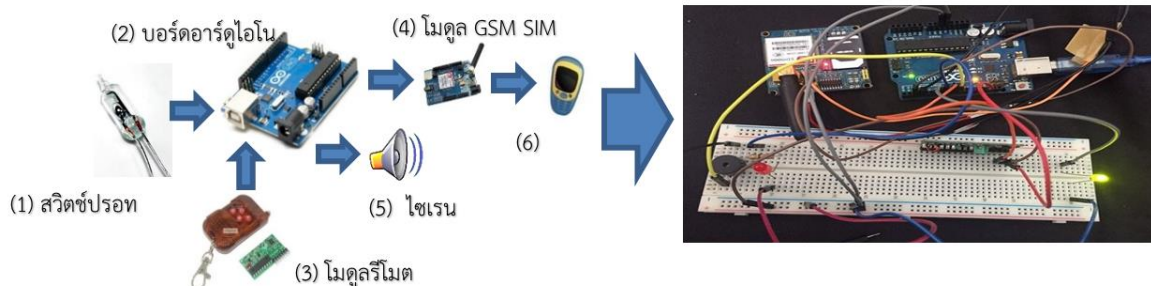 (2) บอร์ดอาร์ดูไอโน
(4) โมดูล GSM SIM
(6)
(1) สวิตช์ปรอท
(5) ไซเรน
(3) โมดูลรีโมต